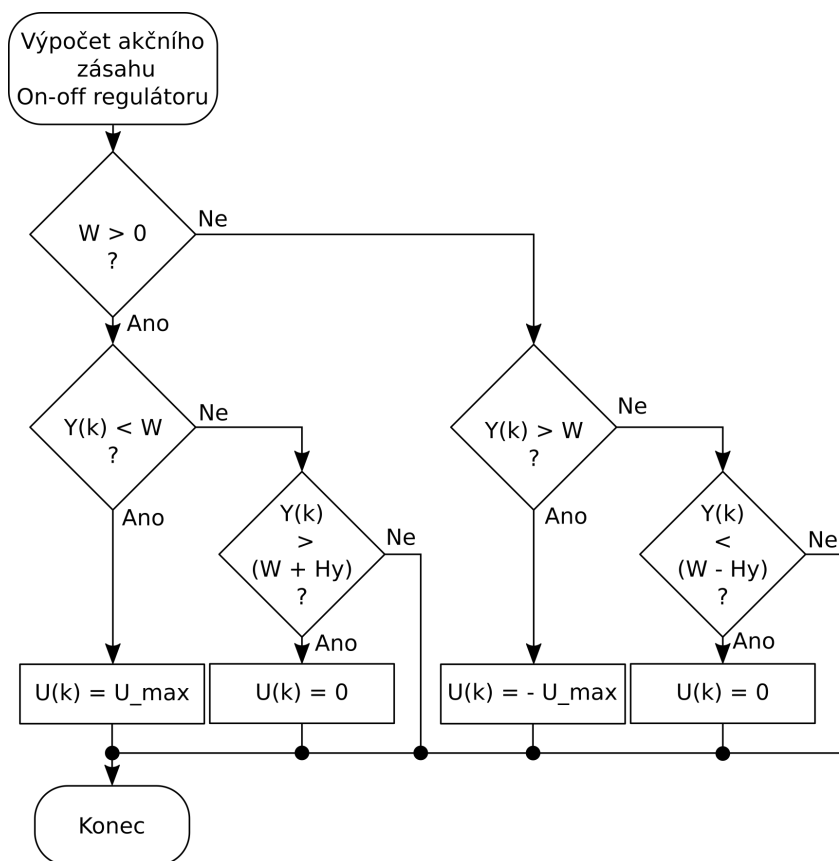 Výpočet akčního
zásahu
On-off regulátoru
W > 0
?
Ne
Ano
Y(k) < W
?
Ne
Ano
Y(k)
>
(W + Hy)
?
Ne
Ano
Y(k) > W
?
Ne
Ano
Y(k)
<
(W - Hy)
?
Ne
Ano
U(k) = U_max
U(k) = 0
U(k) = - U_max
U(k) = 0
Konec